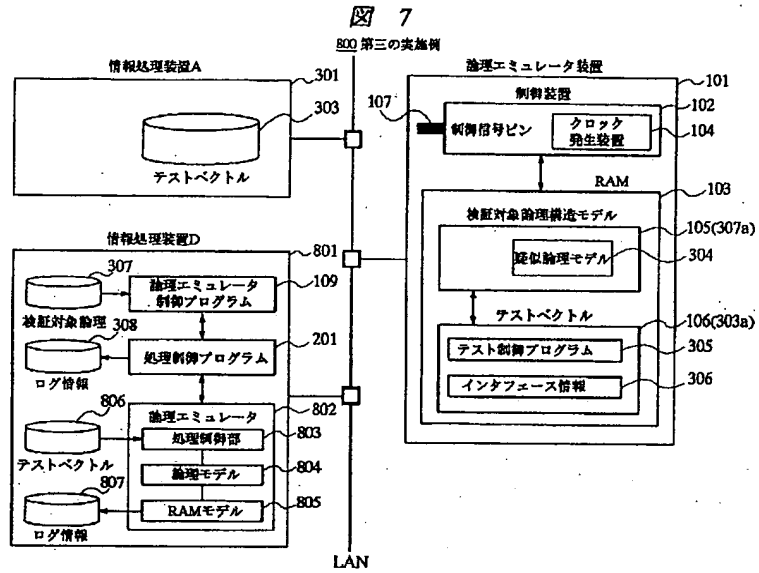 図 7
800 第三の実施例
情報処理装置A
301
303
テストベクトル
論理エミュレータ装置
101
制御装置
102
107
制御信号ピン
クロック
発生装置
104
RAM
103
検証対象論理構造モデル
105(307a)
疑似論理モデル
304
テストベクトル
106(303a)
テスト制御プログラム
305
インタフェース情報
306
情報処理装置D
801
307
検証対象論理
論理エミュレータ
制御プログラム
109
308
ログ情報
処理制御プログラム
201
806
テストベクトル
論理エミュレータ
802
処理制御部
803
論理モデル
804
807
ログ情報
RAMモデル
805
LAN